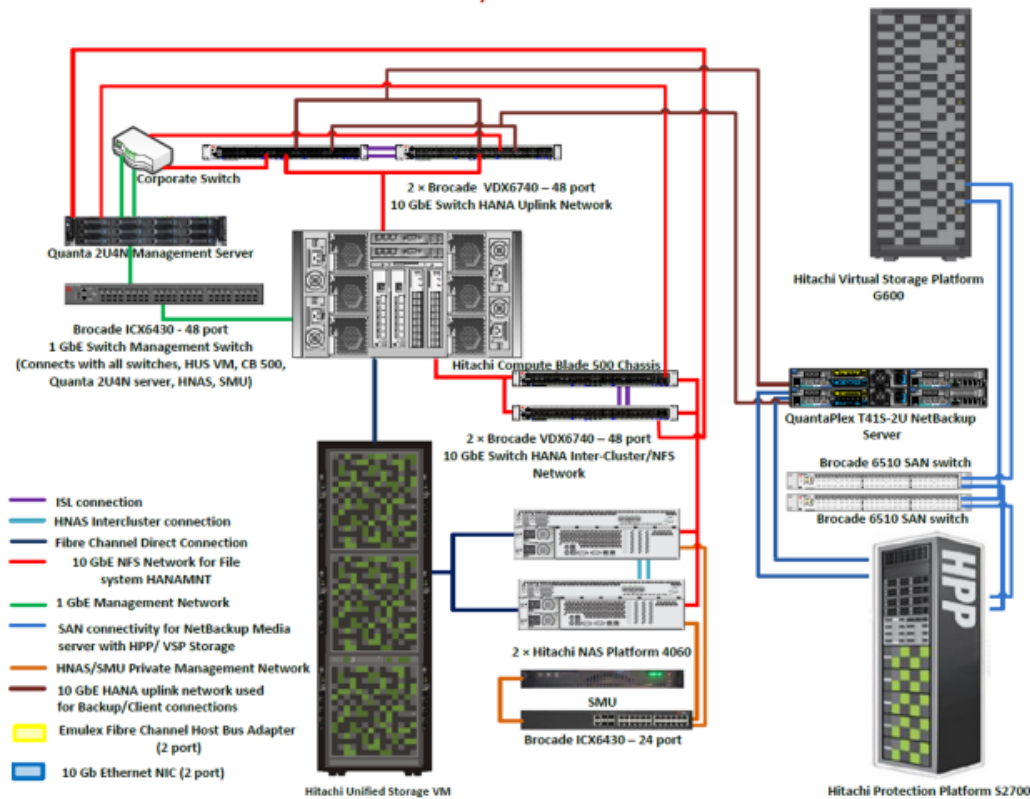 Corporate Switch
2 × Brocade VDX6740 – 48 port
10 GbE Switch HANA Uplink Network
Quanta 2U4N Management Server
Hitachi Virtual Storage Platform
G600
Brocade ICX6430 - 48 port
1 GbE Switch Management Switch
(Connects with all switches, HUS VM, CB 500,
Quanta 2U4N server, HNAS, SMU)
Hitachi Compute Blade 500 Chassis
QuantaPlex T41S-2U NetBackup
Server
2 × Brocade VDX6740 – 48 port
10 GbE Switch HANA Inter-Cluster/NFS
Network
Brocade 6510 SAN switch
Brocade 6510 SAN switch
ISL connection
HNAS Intercluster connection
Fibre Channel Direct Connection
10 GbE NFS Network for File
system HANAMNT
1 GbE Management Network
SAN connectivity for NetBackup Media
server with HPP/ VSP Storage
HNAS/SMU Private Management Network
10 GbE HANA uplink network used
for Backup/Client connections
Emulex Fibre Channel Host Bus Adapter
(2 port)
10 Gb Ethernet NIC (2 port)
HPP
2 × Hitachi NAS Platform 4060
SMU
Brocade ICX6430 – 24 port
Hitachi Unified Storage VM
Hitachi Protection Platform S2700